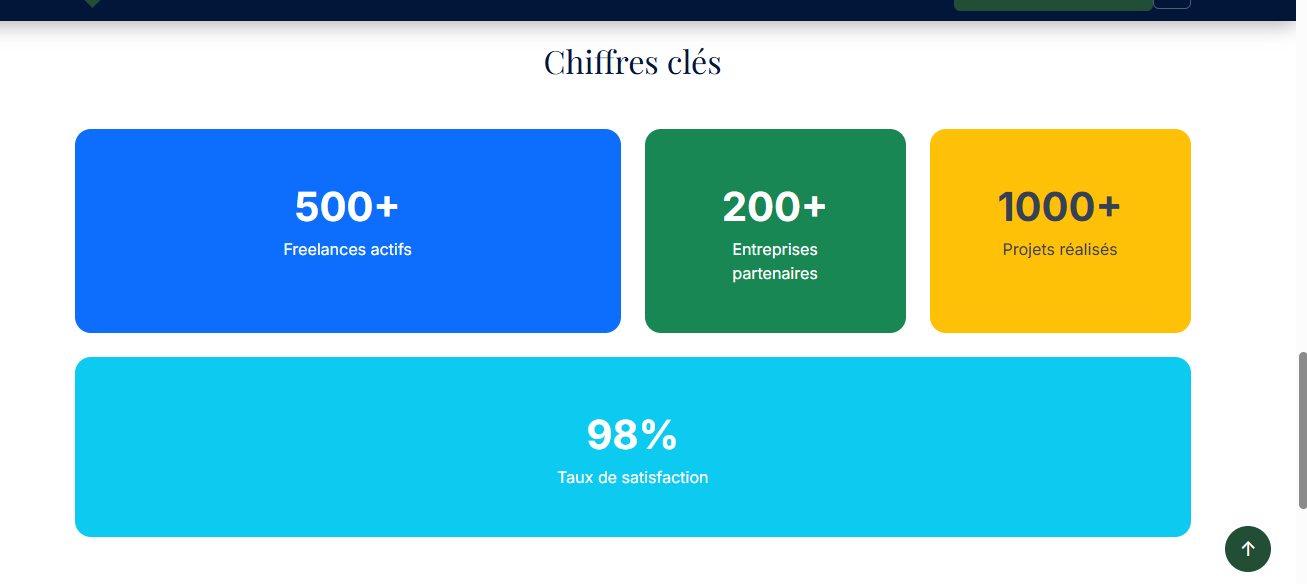 Chiffres clés
500+
Freelances actifs
200+
Entreprises
partenaires
1000+
Projets réalisés
98%
Taux de satisfaction